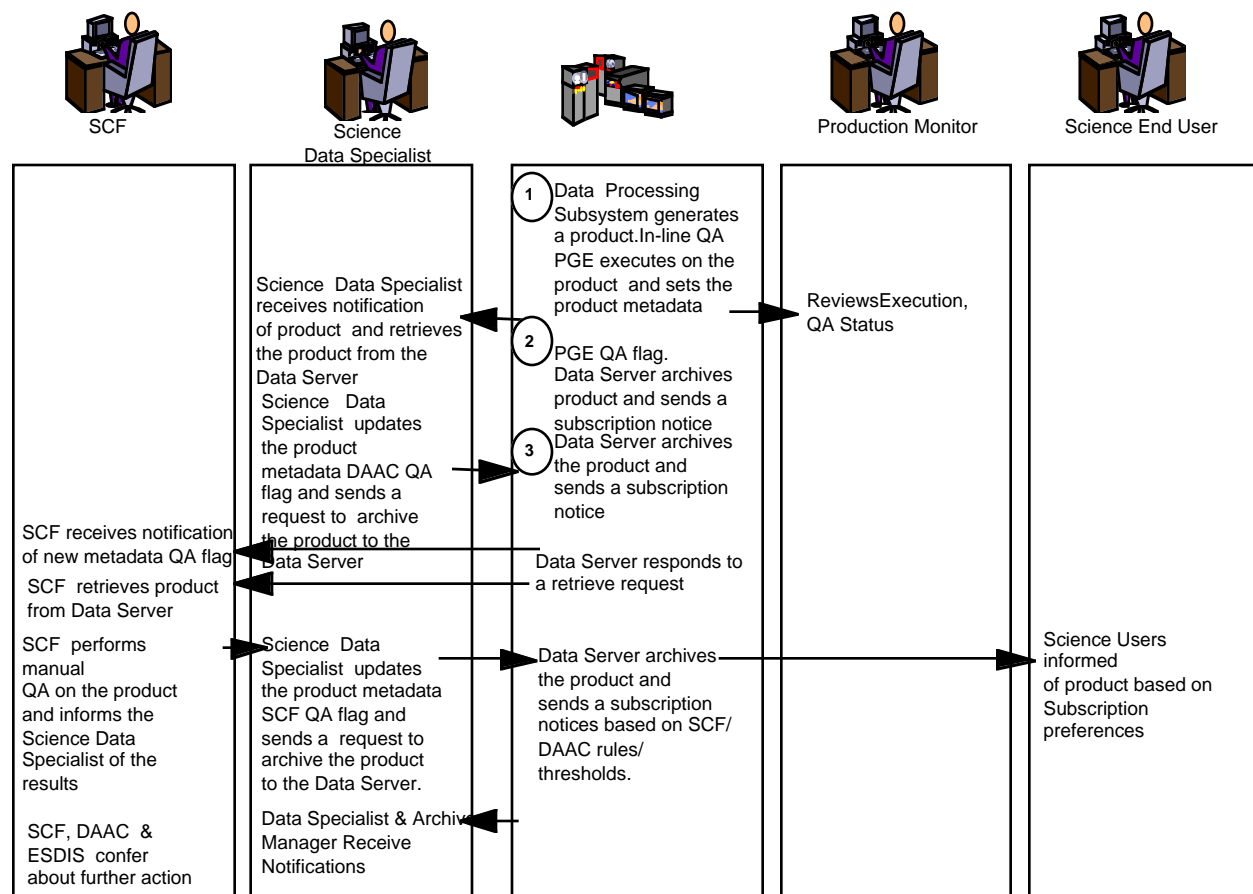 SCF
Science
Data Specialist
Production Monitor
Science End User
SCF receives notification
of new metadata QA flag
SCF retrieves product
from Data Server
SCF performs
manual
QA on the product
and informs the
Science Data
Specialist of the
results
SCF, DAAC &
ESDIS confer
about further action
Science Data Specialist
receives notification
of product and retrieves
the product from the
Data Server
Science Data
Specialist updates
the product
metadata DAAC QA
flag and sends a
request to archive
the product to the
Data Server
Science Data
Specialist updates
the product metadata
SCF QA flag and
sends a request to
archive the product
to the Data Server.
Data Specialist & Archive
Manager Receive
Notifications
1
Data Processing
Subsystem generates
a product.In-line QA
PGE executes on the
product and sets the
product metadata
2
PGE QA flag.
Data Server archives
product and sends a
subscription notice
3
Data Server archives
the product and
sends a subscription
notice
Data Server responds to
a retrieve request
Data Server archives
the product and
sends a subscription
notices based on SCF/
DAAC rules/
thresholds.
ReviewsExecution,
QA Status
Science Users
informed
of product based on
Subscription
preferences